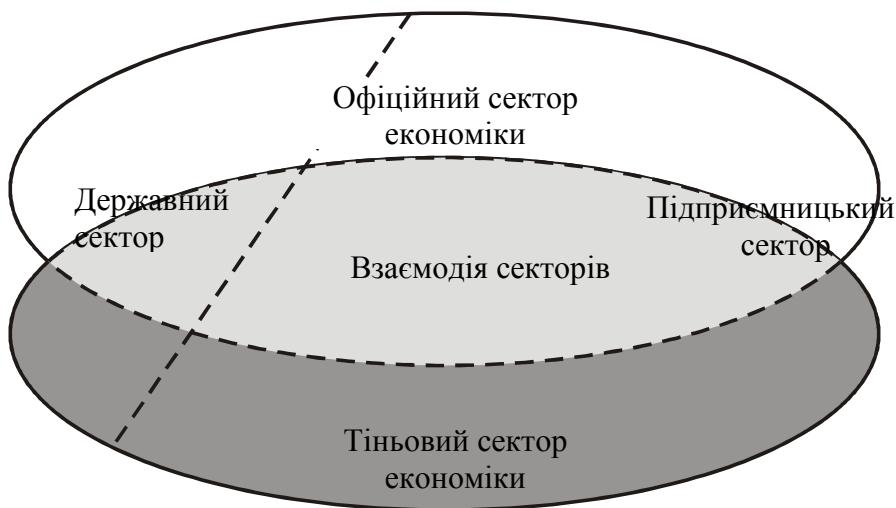 Офіційний сектор
економіки
Державний
сектор
Підприємницький
сектор
Взаємодія секторів
Тіньовий сектор
економіки